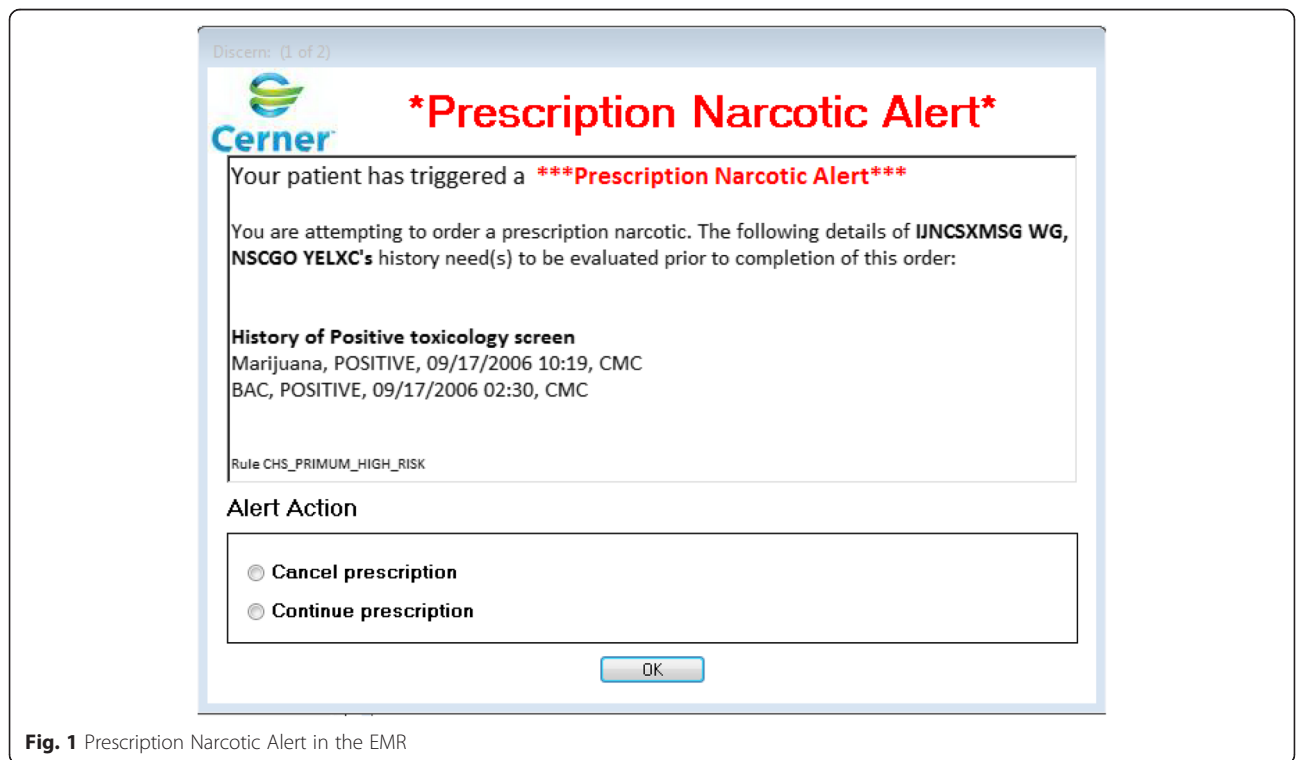 Discern: (1 of 2)
Cerner
*Prescription Narcotic Alert*
Your patient has triggered a ***Prescription Narcotic Alert***
You are attempting to order a prescription narcotic. The following details of IJNCSXMSG WG,
NSCGO YELXC's history need(s) to be evaluated prior to completion of this order:
History of Positive toxicology screen
Marijuana, POSITIVE, 09/17/2006 10:19, CMC
BAC, POSITIVE, 09/17/2006 02:30, CMC
Rule CHS_PRIMUM_HIGH_RISK
Alert Action
Cancel prescription
Continue prescription
OK
Fig. 1 Prescription Narcotic Alert in the EMR